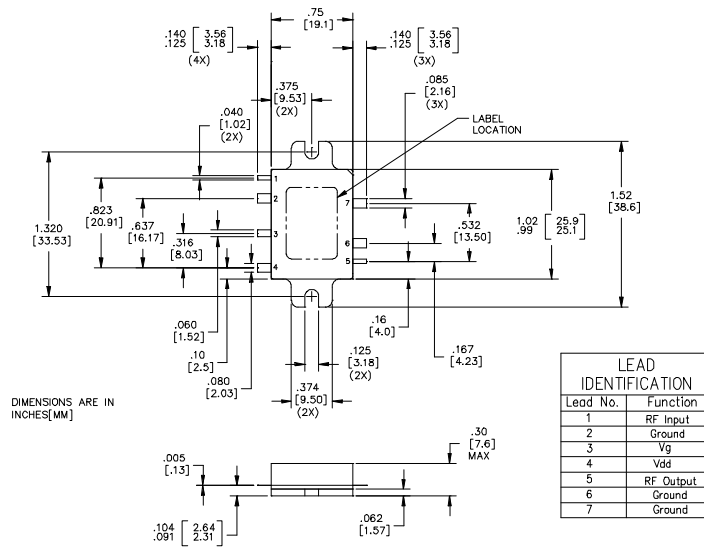 .75
[19.1]
.140 [ 3.56
.125 [ 3.18 ]
(4X)
.140 [ 3.56
.125 [ 3.18 ]
(3X)
.375
[9.53]
(2X)
.085
[2.16]
(3X)
.040
[1.02]
(2X)
LABEL
LOCATION
1
2
3
4
7
6
5
1.320
[33.53]
.823
[20.91]
.637
[16.17]
.316
[8.03]
.532
[13.50]
1.02 [ 25.9
.99 [ 25.1 ]
1.52
[38.6]
.060
[1.52]
.10
[2.5]
.080
[2.03]
.125
[3.18]
(2X)
.374
[9.50]
(2X)
.16
[4.0]
.167
[4.23]
DIMENSIONS ARE IN
INCHES[MM]
LEAD
IDENTIFICATION
Lead No. Function
1 RF Input
2 Ground
3 Vg
4 Vdd
5 RF Output
6 Ground
7 Ground
.005
[.13]
.30
[7.6]
MAX
.104 [ 2.64
.091 [ 2.31 ]
.062
[1.57]